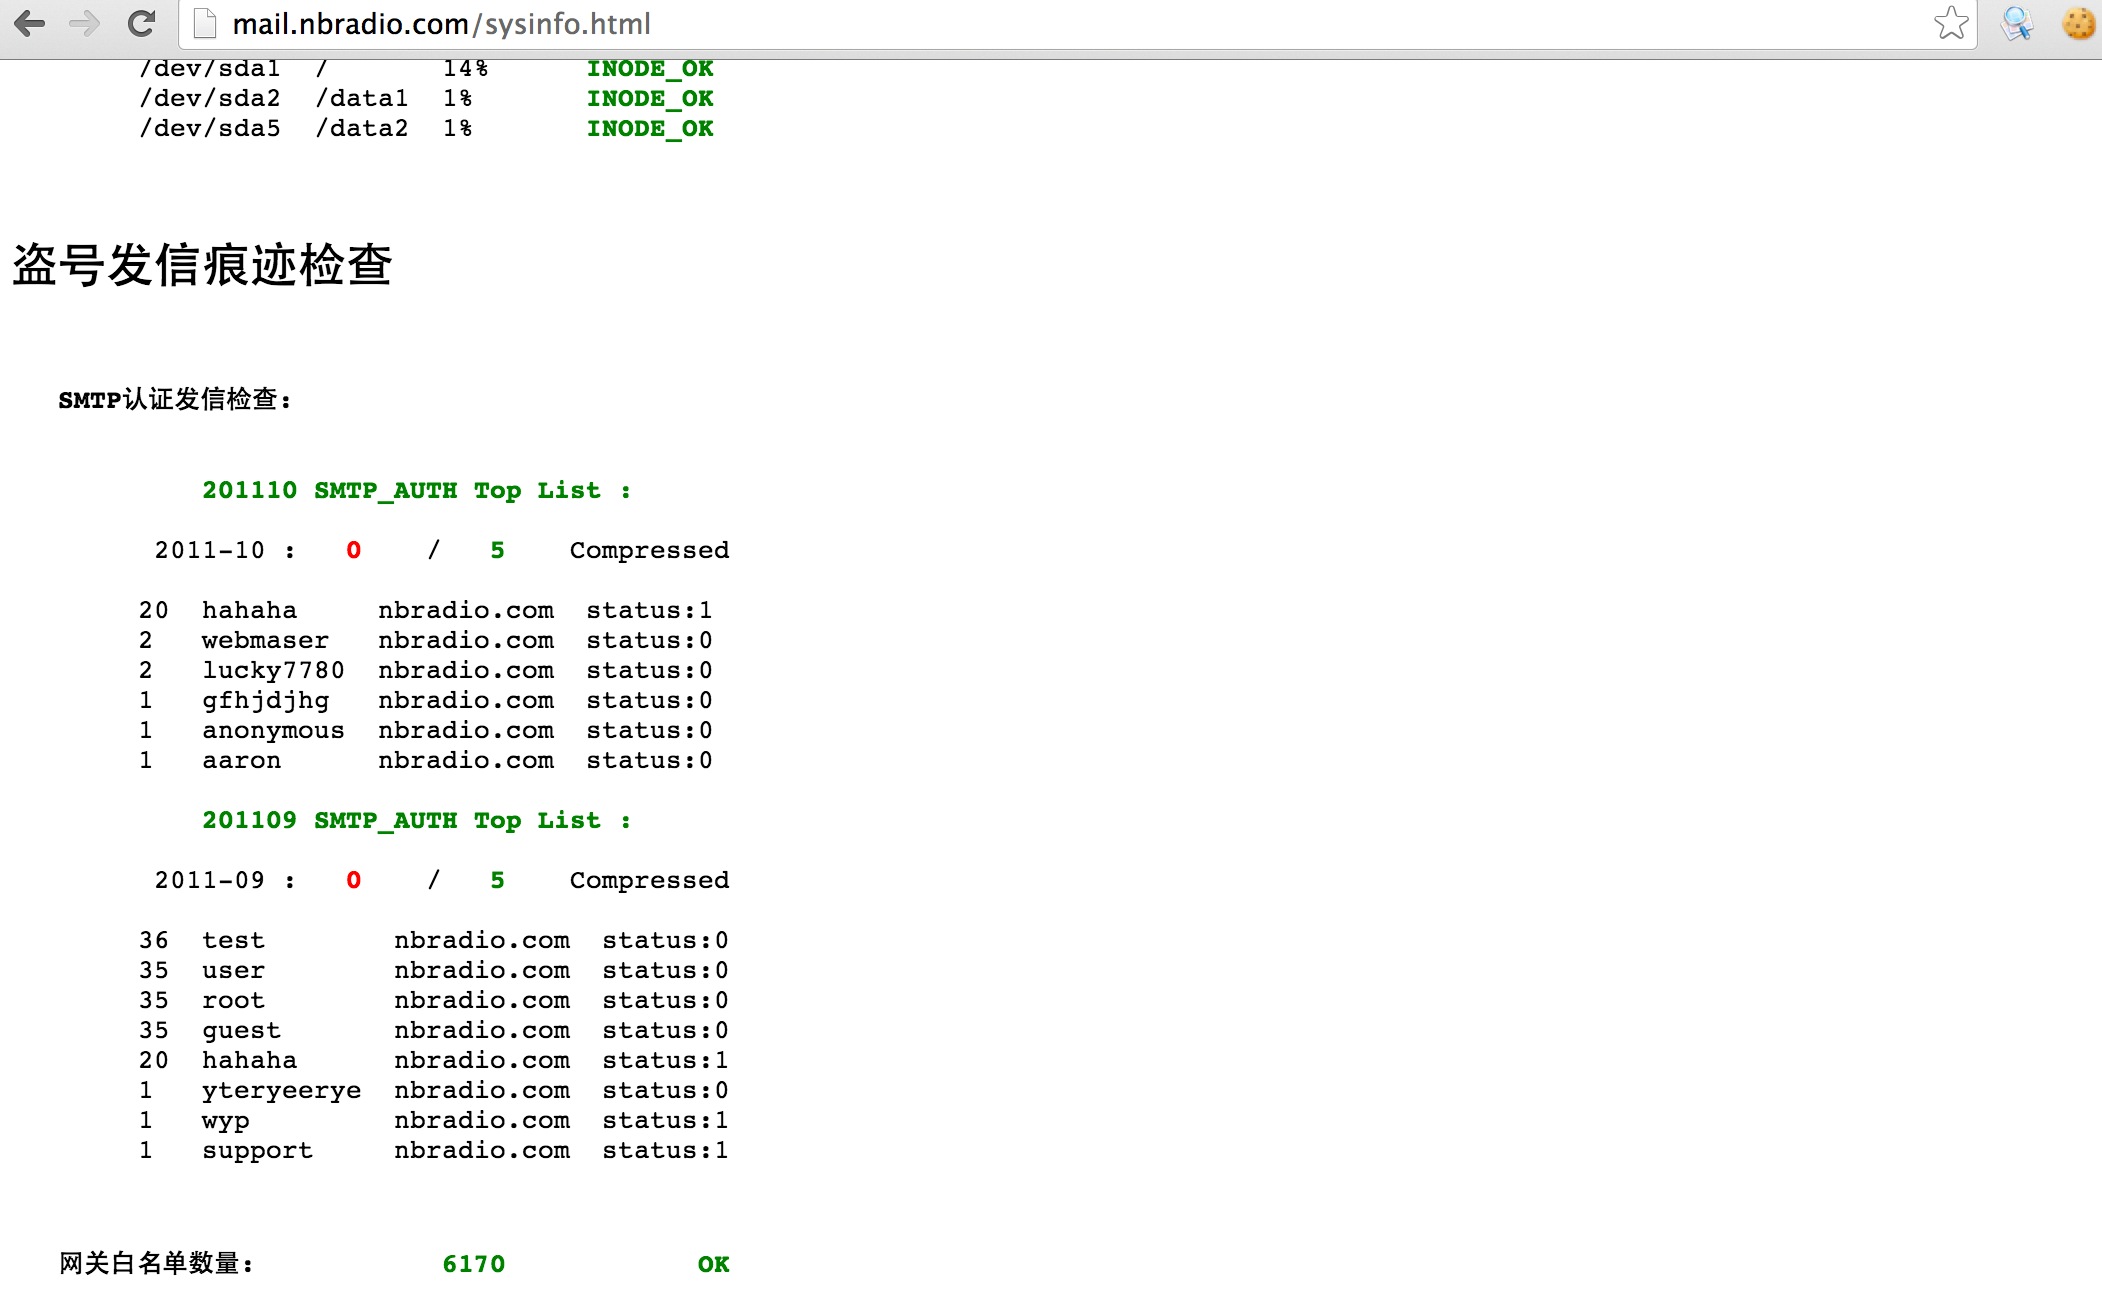 mail.nbradio.com/sysinfo.html
/dev/sda1 / 14% INODE_OK
/dev/sda2 /data1 1% INODE_OK
/dev/sda5 /data2 1% INODE_OK
盗号发信痕迹检查
SMTP认证发信检查：
201110 SMTP_AUTH Top List :
2011-10 : 0 / 5 Compressed
20 hahaha nbradio.com status:1
2 webmaser nbradio.com status:0
2 lucky7780 nbradio.com status:0
1 gfhjdjhg nbradio.com status:0
1 anonymous nbradio.com status:0
1 aaron nbradio.com status:0
201109 SMTP_AUTH Top List :
2011-09 : 0 / 5 Compressed
36 test nbradio.com status:0
35 user nbradio.com status:0
35 root nbradio.com status:0
35 guest nbradio.com status:0
20 hahaha nbradio.com status:1
1 yteryeerye nbradio.com status:0
1 wyp nbradio.com status:1
1 support nbradio.com status:1
网关白名单数量： 6170 OK